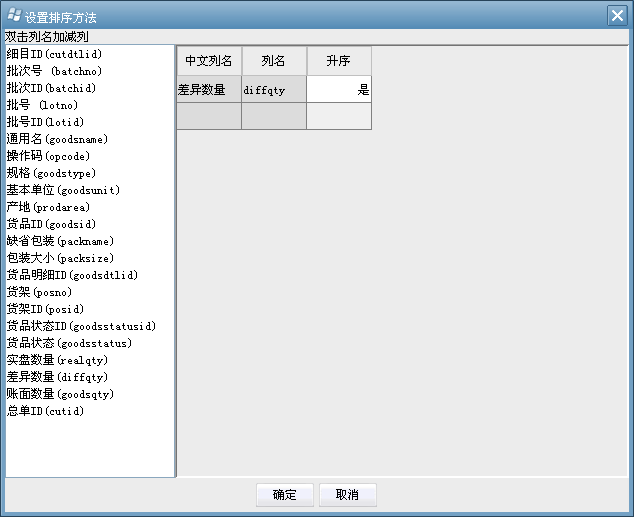 设置排序方法
双击列名加减列
细目ID(cutdtlid)
批次号 (batchno)
批次ID(batchid)
批号 (lotno)
批号ID(lotid)
通用名(goodsname)
操作码(opcode)
规格(goodstype)
基本单位(goodsunit)
产地(prodarea)
货品ID(goodsid)
缺省包装(packname)
包装大小(packsize)
货品明细ID(goodsdtlid)
货架(posno)
货架ID(posid)
货品状态ID(goodsstatusid)
货品状态(goodsstatus)
实盘数量(realqty)
差异数量(diffqty)
账面数量(goodsqty)
总单ID(cutid)
中文列名 列名 升序
差异数量 diffqty 是
确定 取消